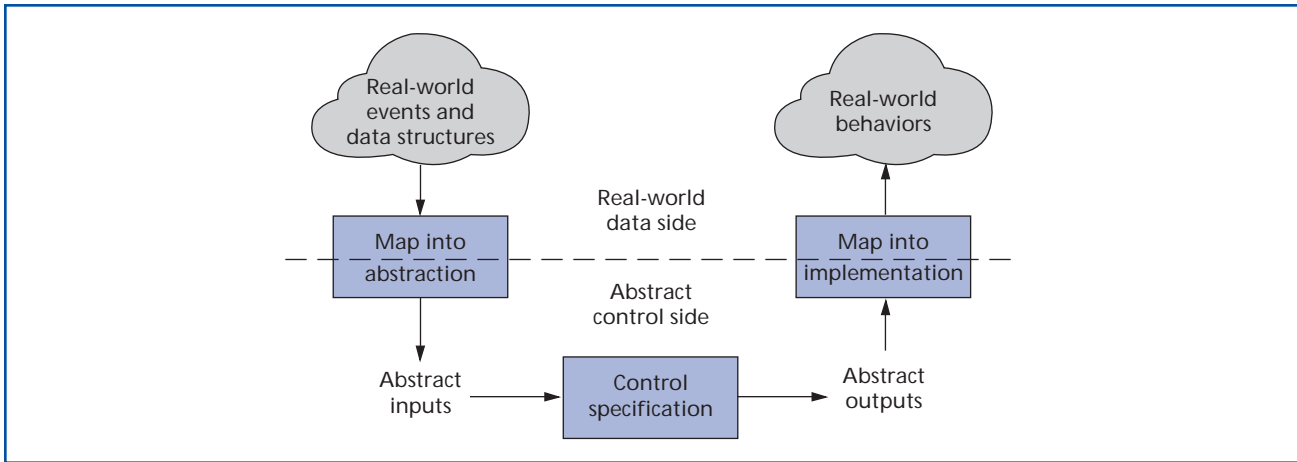 Real-world
events and
data structures
Real-world
behaviors
Real-world
data side
Map into
abstraction
Map into
implementation
Abstract
control side
Abstract
inputs
Control
specification
Abstract
outputs